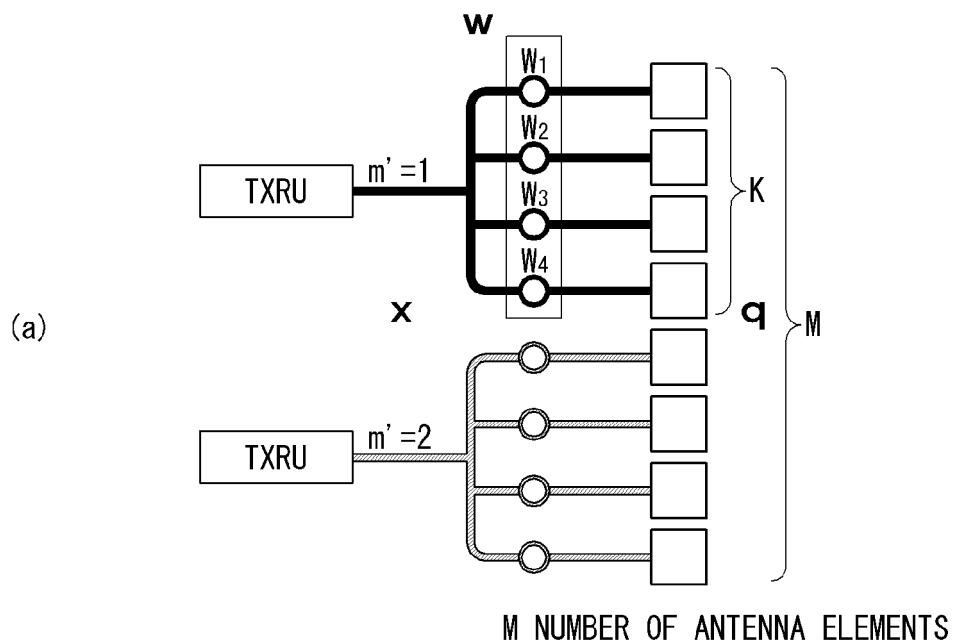 w
W1
W2
W3
W4
TXRU
m'=1
K
(a)
x
q
M
TXRU
m'=2
M NUMBER OF ANTENNA ELEMENTS